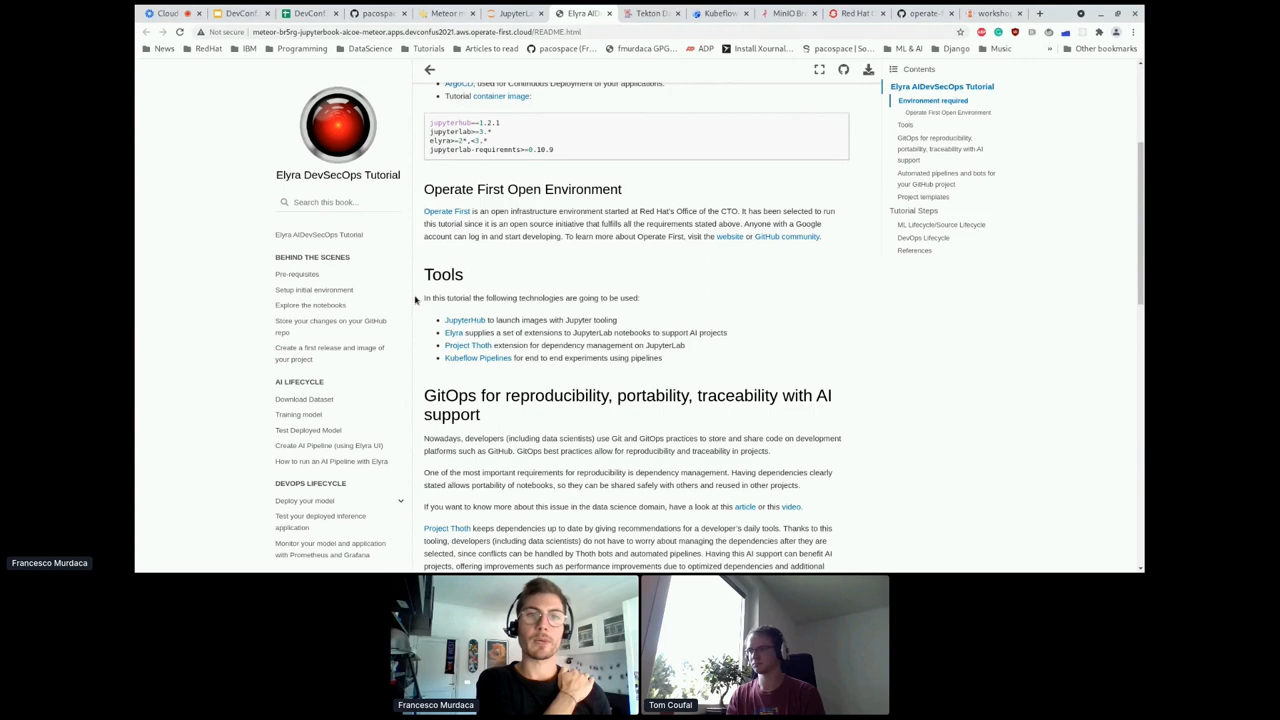 Cloud
DevConf
DevConf
pacospac
Meteor n
JupyterLa
Elyra AID
Tekton D
Kubeflow
MinIO Br
Red Hat C
operate-f
workshop
Not secure
meteor-br5rg-jupyterbook-aicoe-meteor.apps.devconfus2021.aws.operate-first.cloud/README.html
News
RedHat
IBM
Programming
DataScience
Tutorials
Articles to read
pacospace (Fr...
fmurdaca GPG...
ADP
Install Xournal...
pacospace | So...
ML & AI
Django
Music
»
Other bookmarks
Elyra DevSecOps Tutorial
Search this book...
Elyra AIDevSecOps Tutorial
BEHIND THE SCENES
Pre-requisites
Setup initial environment
Explore the notebooks
Store your changes on your GitHub
repo
Create a first release and image of
your project
AI LIFECYCLE
Download Dataset
Training model
Test Deployed Model
Create AI Pipeline (using Elyra UI)
How to run an AI Pipeline with Elyra
DEVOPS LIFECYCLE
Deploy your model
Test your deployed inference
application
Monitor your model and application
with Prometheus and Grafana
ArgoCD, used for Continuous Deployment of your applications.
Tutorial container image:
jupyterhub==1.2.1
jupyterlab>=3.*
elyra>=2*,<3.*
jupyterlab-requiremnts>=0.10.9
Operate First Open Environment
Operate First is an open infrastructure environment started at Red Hat's Office of the CTO. It has been selected to run
this tutorial since it is an open source initiative that fulfills all the requirements stated above. Anyone with a Google
account can log in and start developing. To learn more about Operate First, visit the website or GitHub community.
Tools
In this tutorial the following technologies are going to be used:
JupyterHub to launch images with Jupyter tooling
Elyra supplies a set of extensions to JupyterLab notebooks to support AI projects
Project Thoth extension for dependency management on JupyterLab
Kubeflow Pipelines for end to end experiments using pipelines
GitOps for reproducibility, portability, traceability with AI
support
Nowadays, developers (including data scientists) use Git and GitOps practices to store and share code on development
platforms such as GitHub. GitOps best practices allow for reproducibility and traceability in projects.
One of the most important requirements for reproducibility is dependency management. Having dependencies clearly
stated allows portability of notebooks, so they can be shared safely with others and reused in other projects.
If you want to know more about this issue in the data science domain, have a look at this article or this video.
Project Thoth keeps dependencies up to date by giving recommendations for a developer's daily tools. Thanks to this
tooling, developers (including data scientists) do not have to worry about managing the dependencies after they are
selected, since conflicts can be handled by Thoth bots and automated pipelines. Having this AI support can benefit AI
projects, offering improvements such as performance improvements due to optimized dependencies and additional
Contents
Elyra AIDevSecOps Tutorial
Environment required
Operate First Open Environment
Tools
GitOps for reproducibility,
portability, traceability with AI
support
Automated pipelines and bots for
your GitHub project
Project templates
Tutorial Steps
ML Lifecycle/Source Lifecycle
DevOps Lifecycle
References
Francesco Murdaca
Francesco Murdaca
Tom Coufal